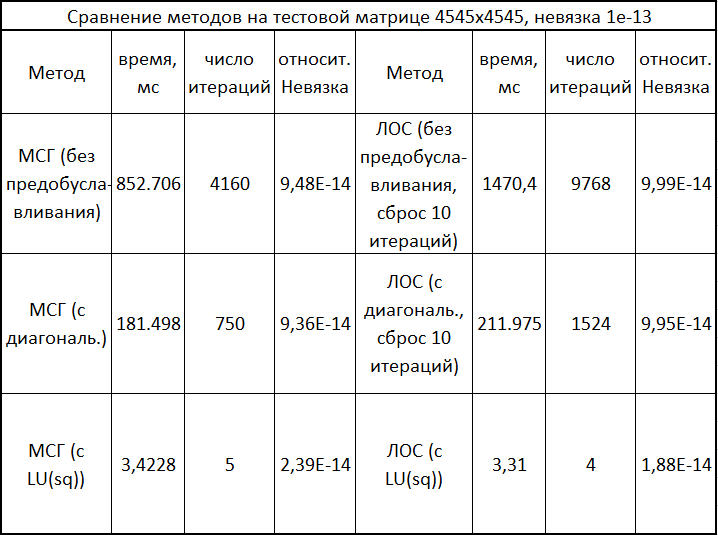 Сравнение методов на тестовой матрице 4545х4545, невязка 1е-13
Метод
время,
мс
число
итераций
относит.
Невязка
Метод
время,
мс
число
итераций
относит.
Невязка
МСГ (без
предобусла-
вливания)
852.706
4160
9,48E-14
ЛОС (без
предобусла-
вливания,
сброс 10
итераций)
1470,4
9768
9,99E-14
МСГ (с
диагональ.)
181.498
750
9,36E-14
ЛОС (с
диагональ.,
сброс 10
итераций)
211.975
1524
9,95E-14
МСГ (с
LU(sq))
3,4228
5
2,39E-14
ЛОС (с
LU(sq))
3,31
4
1,88E-14